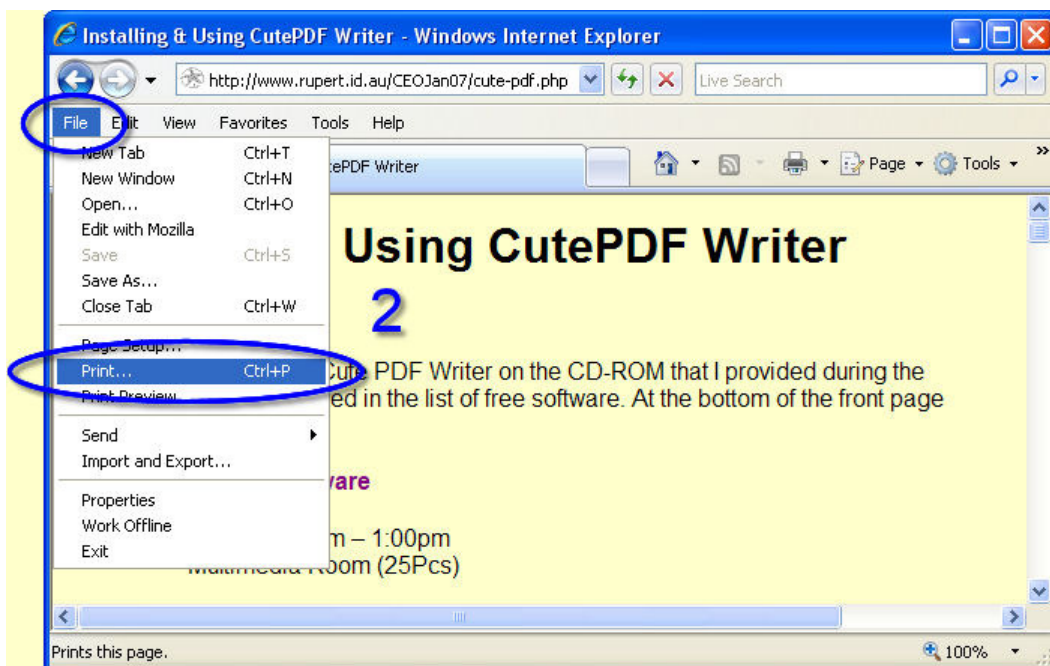 Installing & Using CutePDF Writer - Windows Internet Explorer
http://www.rupert.id.au/CEOJan07/cute-pdf.php Live Search
File Edit View Favorites Tools Help
New Tab Ctrl+T
tePDF Writer Page Tools »
New Window Ctrl+N
Open... Ctrl+O
Edit with Mozilla
Save Ctrl+S
Save As...
Close Tab Ctrl+W
Using CutePDF Writer
2
Page Setup...
Print... Ctrl+P
Print Preview...
Cute PDF Writer on the CD-ROM that I provided during the
ed in the list of free software. At the bottom of the front page
Send
Import and Export...
ware
Properties
Work Offline
Exit
m – 1:00pm
Multimedia Room (25Pcs)
Prints this page. 100%